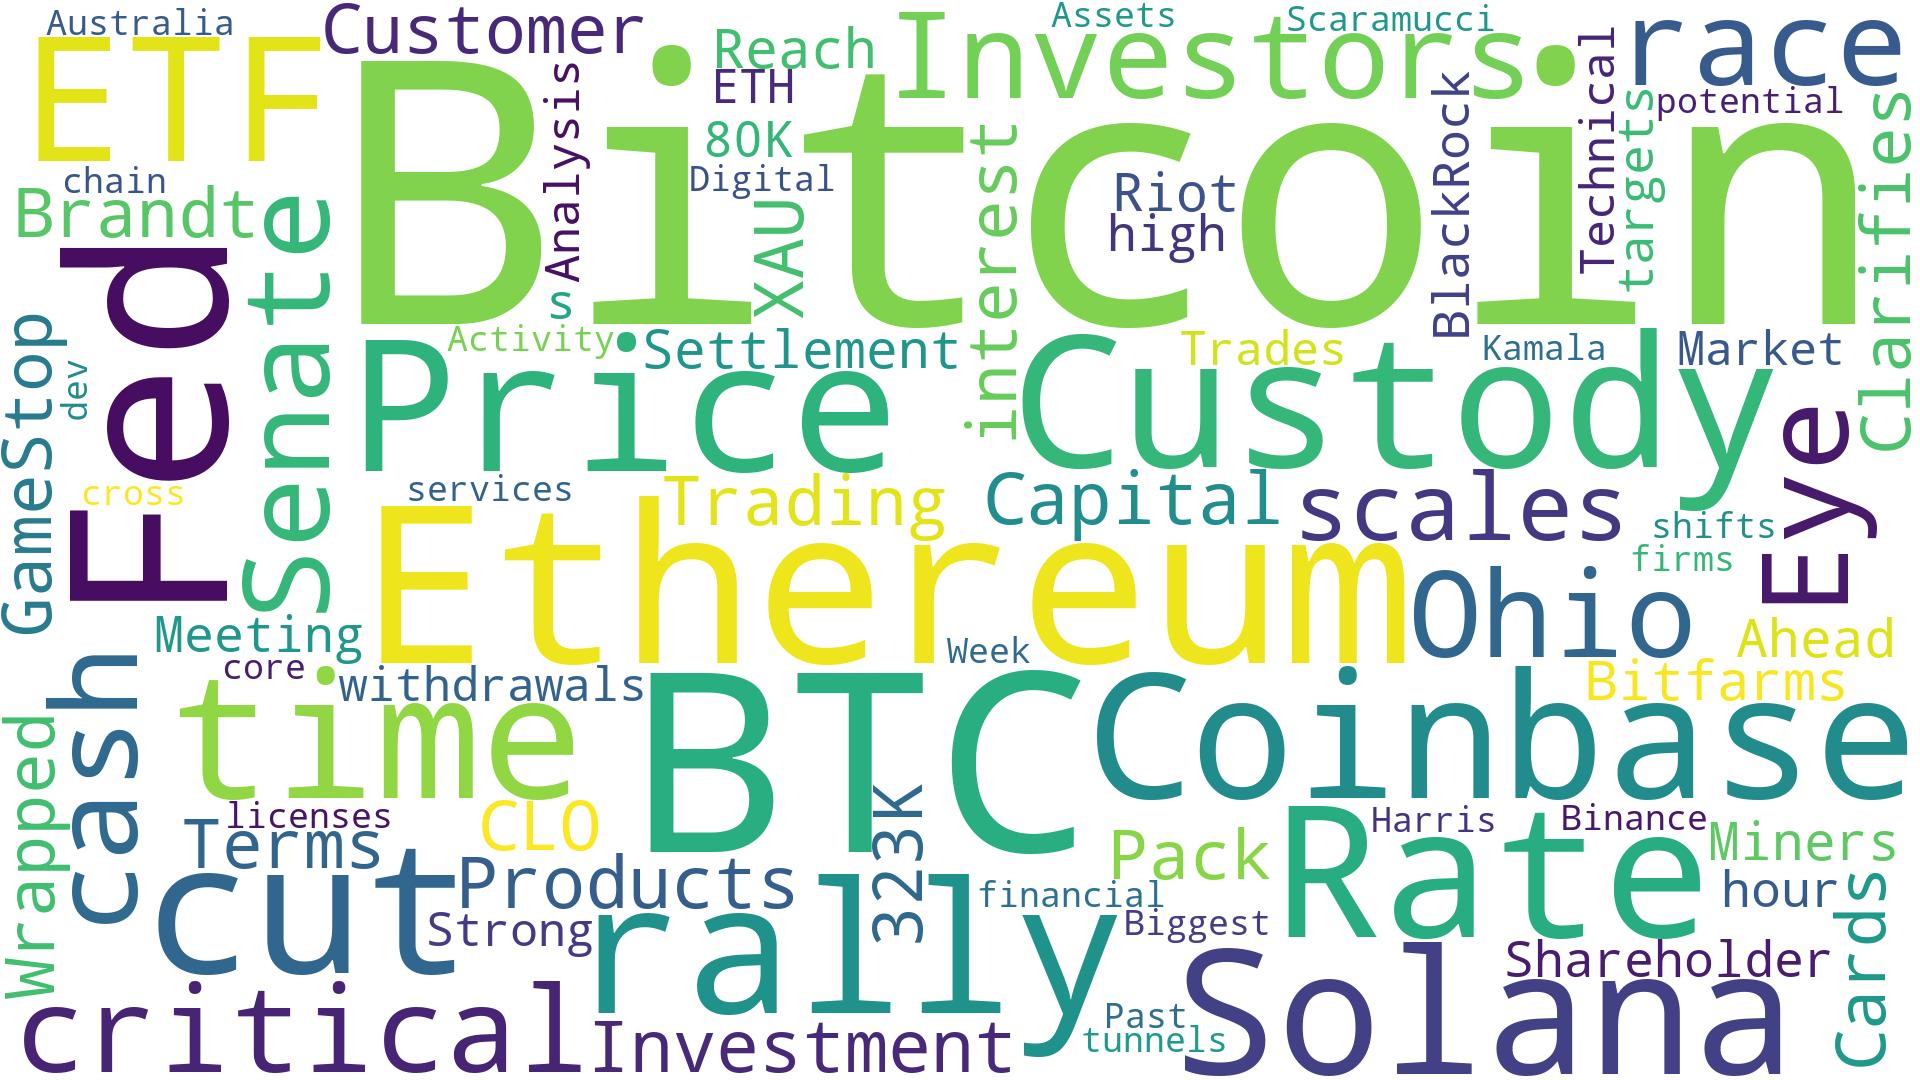 Australia
Customer
Reach
Investors
Assets
Scaramucci
race
ETF
Bitcoin
Analysis
ETH
80K
Digital
XAU
interest
Riot
high
BlackRock
Technical
targets
potential
Clarifies
chain
Brandt
Senate
Fed
s
Activity
Settlement
Trades
Kamala
Market
GameStop
dev
Price
Custody
Eye
cross
services
Trading
Capital
scales
shifts
firms
Ethereum
Ohio
Meeting
Week
Ahead
core
withdrawals
Bitfarms
cash
time
BTC
Coinbase
Wrapped
licenses
Terms
CLO
323K
Pack
Rate
Harris
Binance
Miners
cut
Products
financial
hour
Strong
rally
Biggest
Cards
Shareholder
Solana
critical
Investment
Past
tunnels